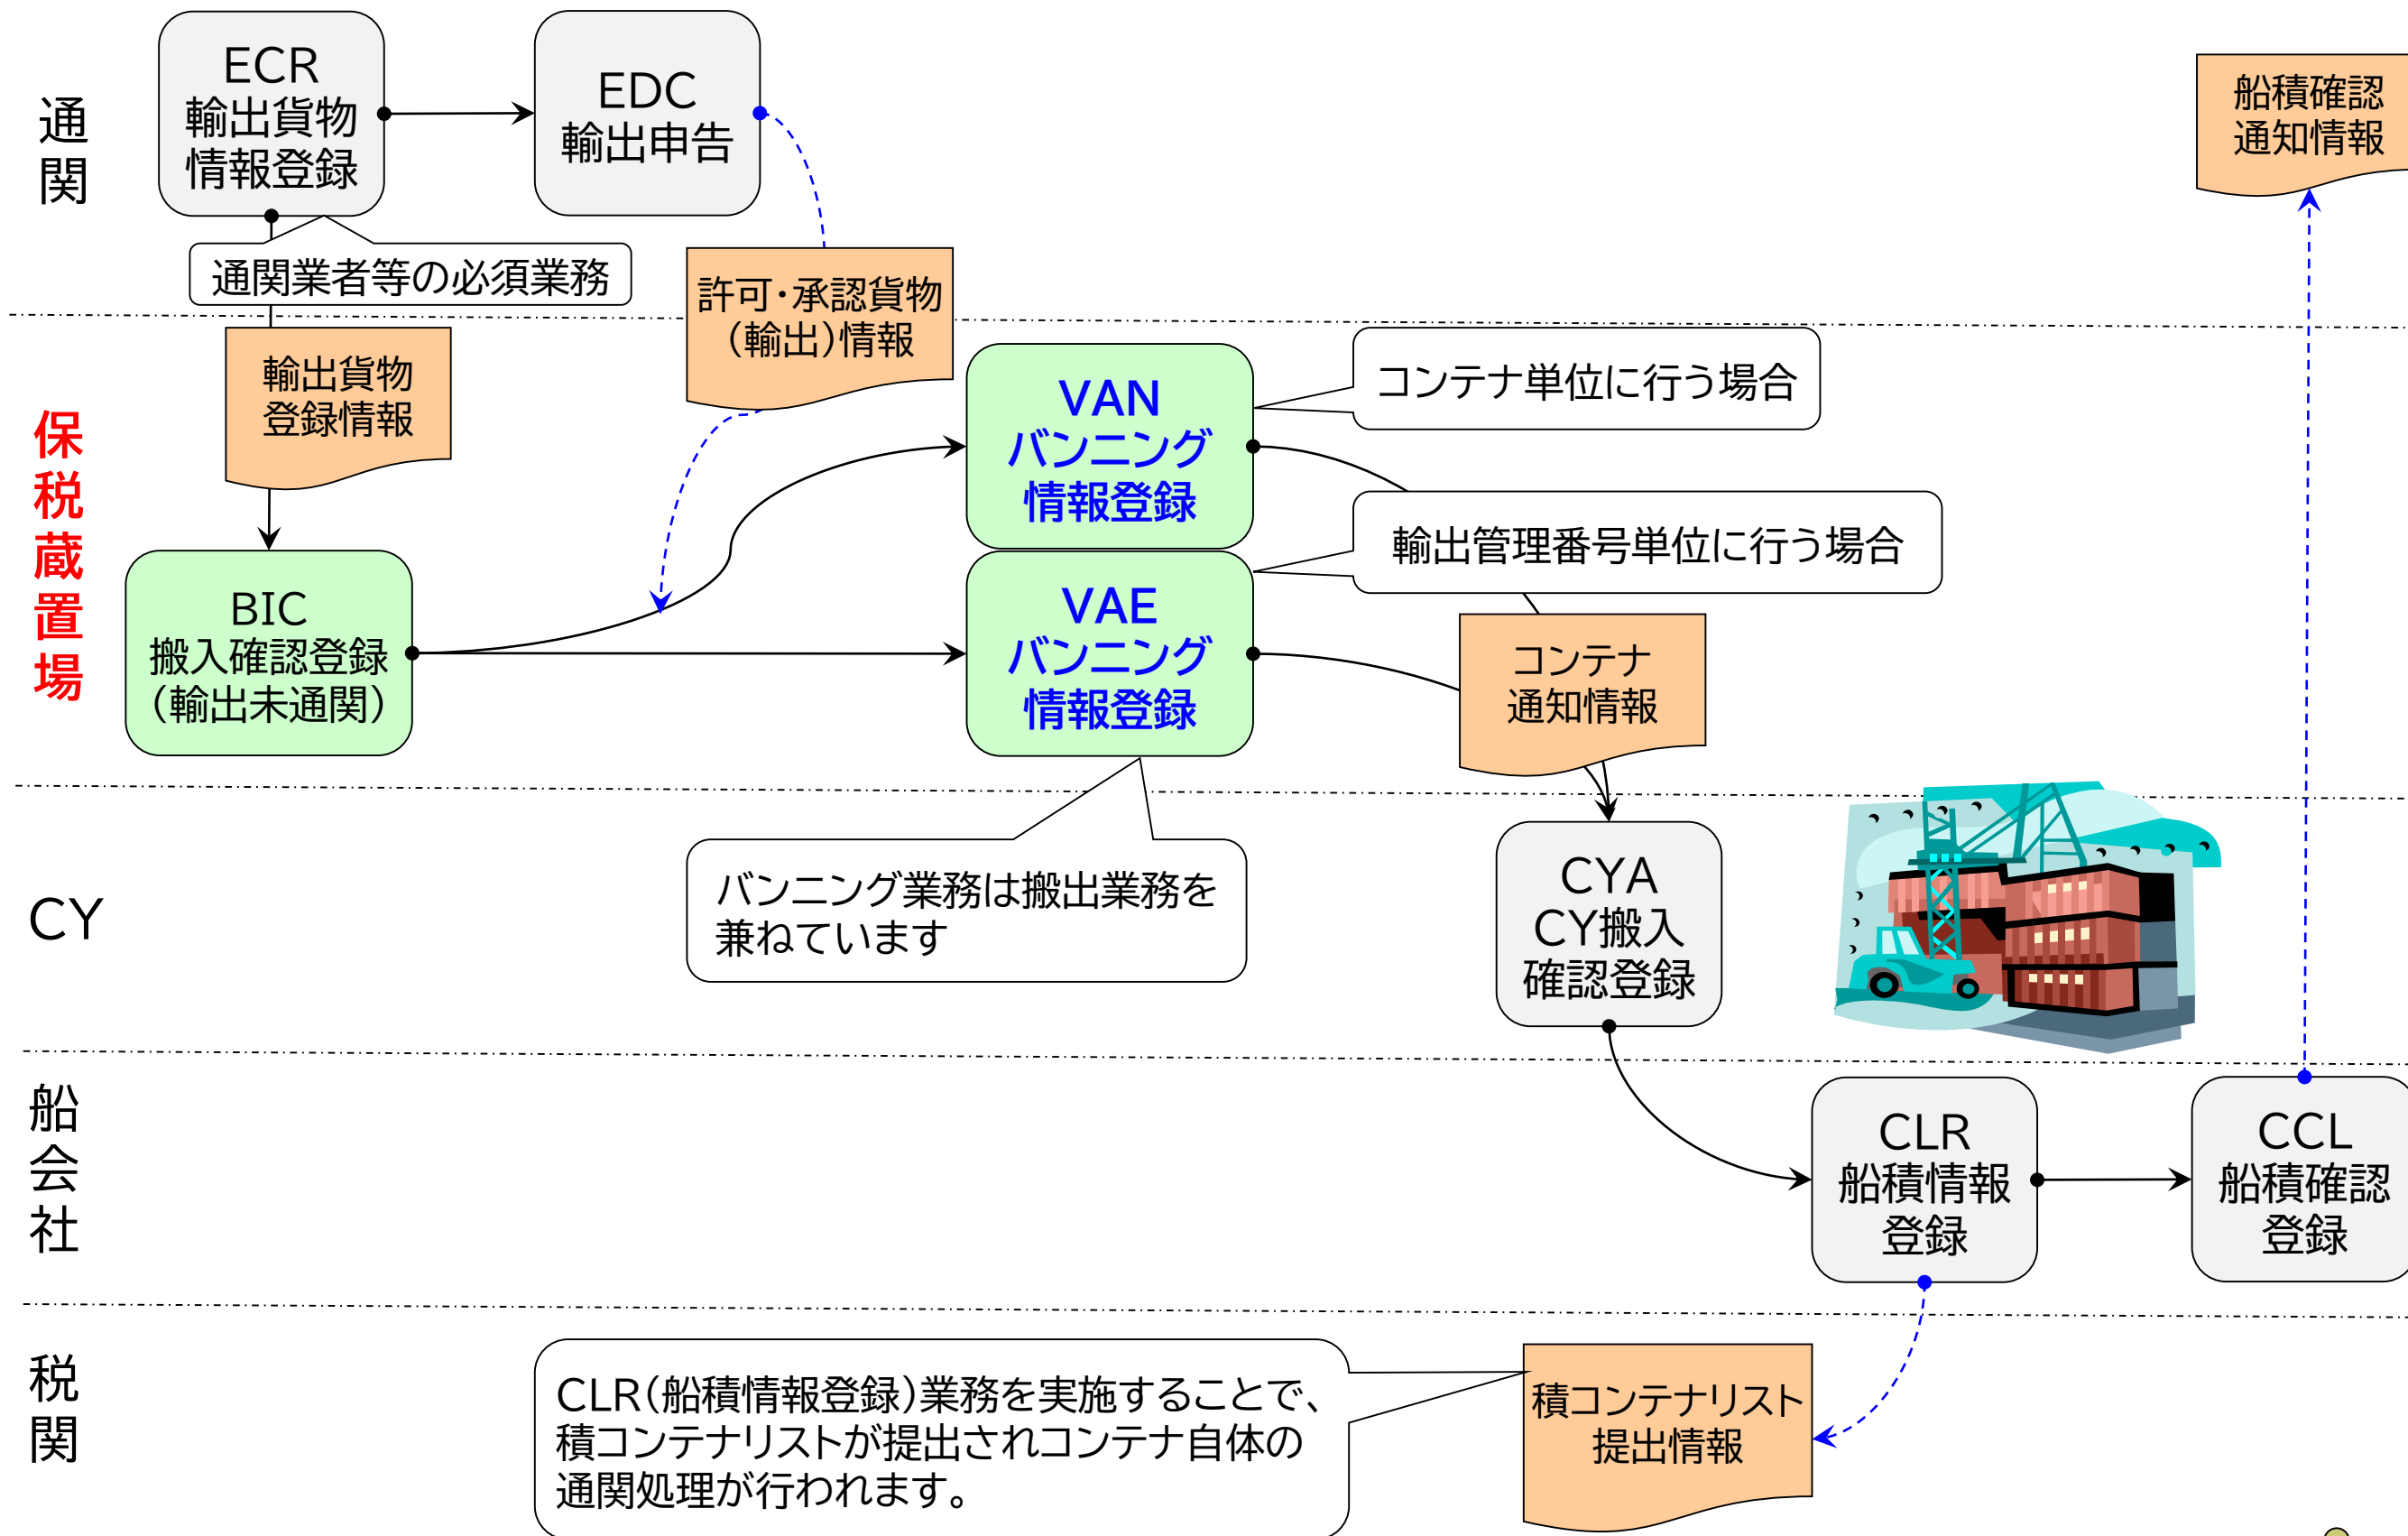 通関
ECR
輸出貨物
情報登録
EDC
輸出申告
船積確認
通知情報
通関業者等の必須業務
許可・承認貨物
（輸出）情報
保税蔵置場
輸出貨物
登録情報
VAN
バンニング
情報登録
コンテナ単位に行う場合
輸出管理番号単位に行う場合
BIC
搬入確認登録
（輸出未通関）
VAE
バンニング
情報登録
コンテナ
通知情報
CY
バンニング業務は搬出業務を
兼ねています
CYA
CY搬入
確認登録
船会社
CLR
船積情報
登録
CCL
船積確認
登録
税関
CLR（船積情報登録）業務を実施することで、
積コンテナリストが提出されコンテナ自体の
通関処理が行われます。
積コンテナリスト
提出情報